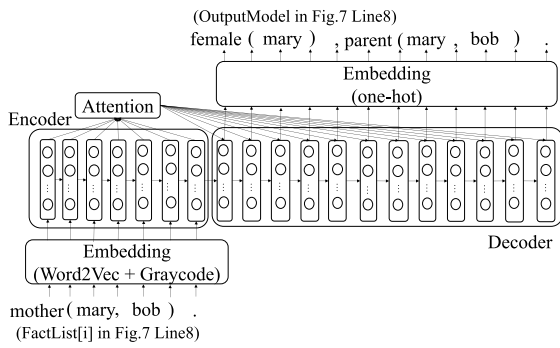 (OutputModel in Fig.7 Line8)
female ( mary ) , parent ( mary , bob ) .
Embedding
(one-hot)
Attention
Encoder
Decoder
Embedding
(Word2Vec + Graycode)
mother ( mary, bob ) .
(FactList[i] in Fig.7 Line8)